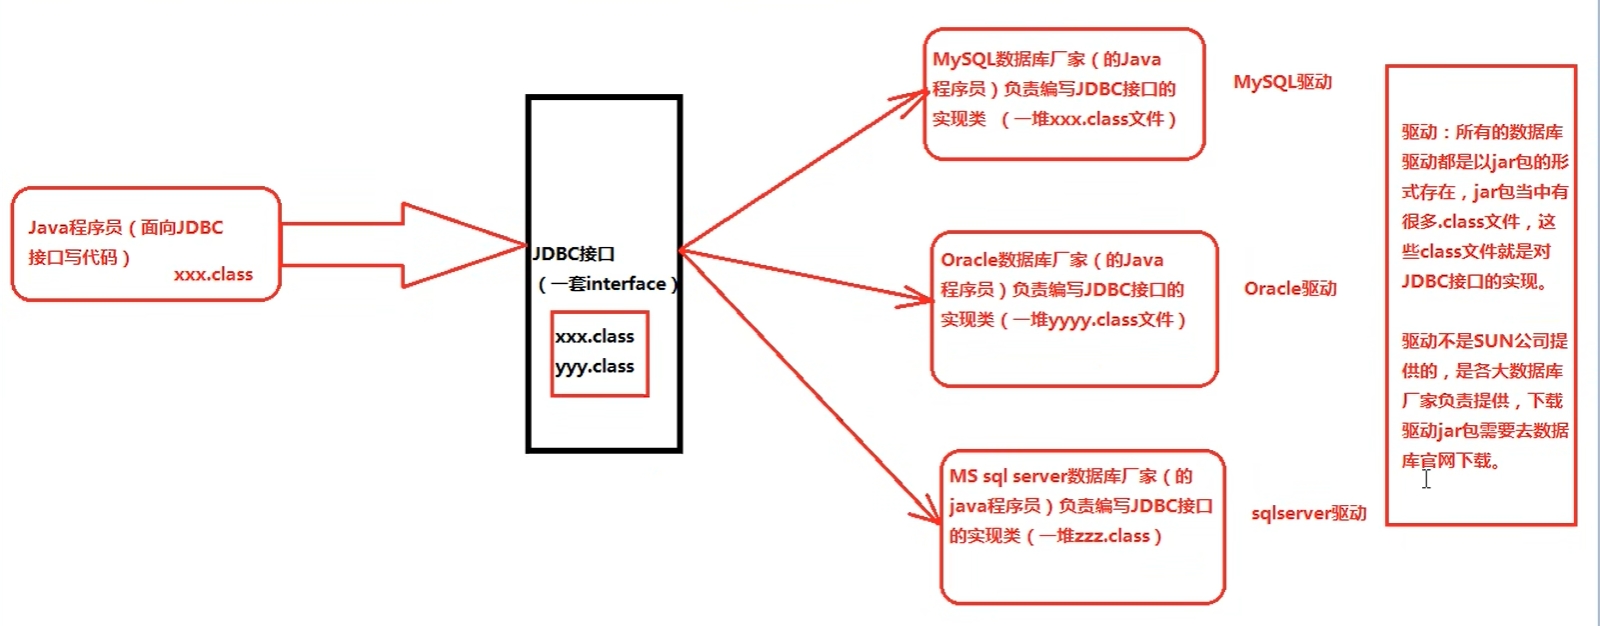 Java程序员（面向JDBC
接口写代码）
xxx.class
JDBC接口
（一套interface）
xxx.class
yyy.class
MySQL数据库厂家（的Java
程序员）负责编写JDBC接口的
实现类 （一堆xxx.class文件）
MySQL驱动
Oracle数据库厂家（的Java
程序员）负责编写JDBC接口的
实现类（一堆yyyy.class文件）
Oracle驱动
MS sql server数据库厂家（的
java程序员）负责编写JDBC接口
的实现类（一堆zzz.class）
sqlserver驱动
驱动：所有的数据库
驱动都是以jar包的形
式存在，jar包当中有
很多.class文件，这
些class文件就是对
JDBC接口的实现。
驱动不是SUN公司提
供的，是各大数据库
厂家负责提供，下载
驱动jar包需要去数据
库官网下载。